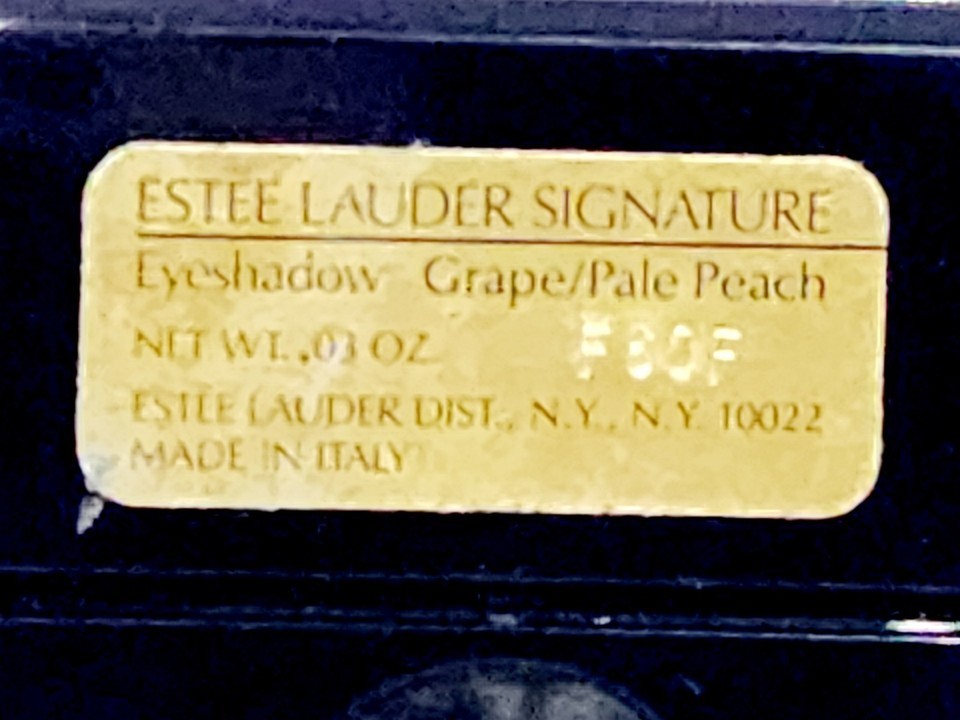 ESTEE LAUDER SIGNATURE
Eyeshadow Grape/Pale Peach
NET WT. .03 OZ
ESTEE LAUDER DIST., N.Y., N.Y. 10022
MADE IN ITALY